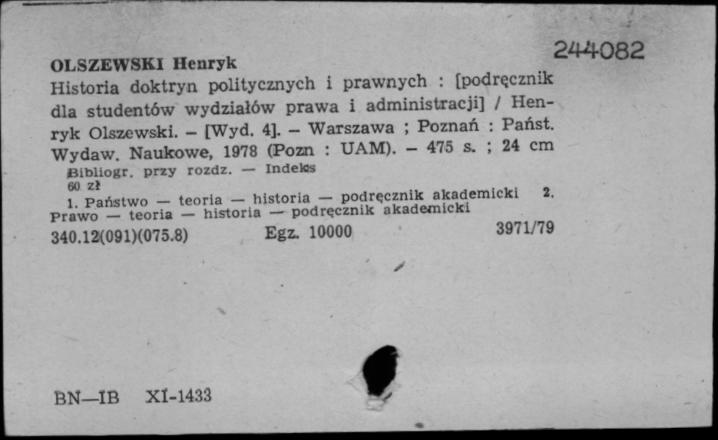 244082
OLSZEWSKI Henryk
Historia doktryn politycznych i prawnych : [podręcznik
dla studentów wydziałów prawa i administracji] / Hen-
ryk Olszewski. — [Wyd. 4]. — Warszawa ; Poznań : Państ.
Wydaw. Naukowe, 1978 (Pozn : UAM). — 475 s. ; 24 cm
Bibliogr. przy rozdz. — Indeks
60 zł
1. Państwo — teoria — historia — podręcznik akademicki 2.
Prawo — teoria — historia — podręcznik akademicki
340.12(091)(075.8) Egz. 10000 3971/79
BN—IB XI-1433